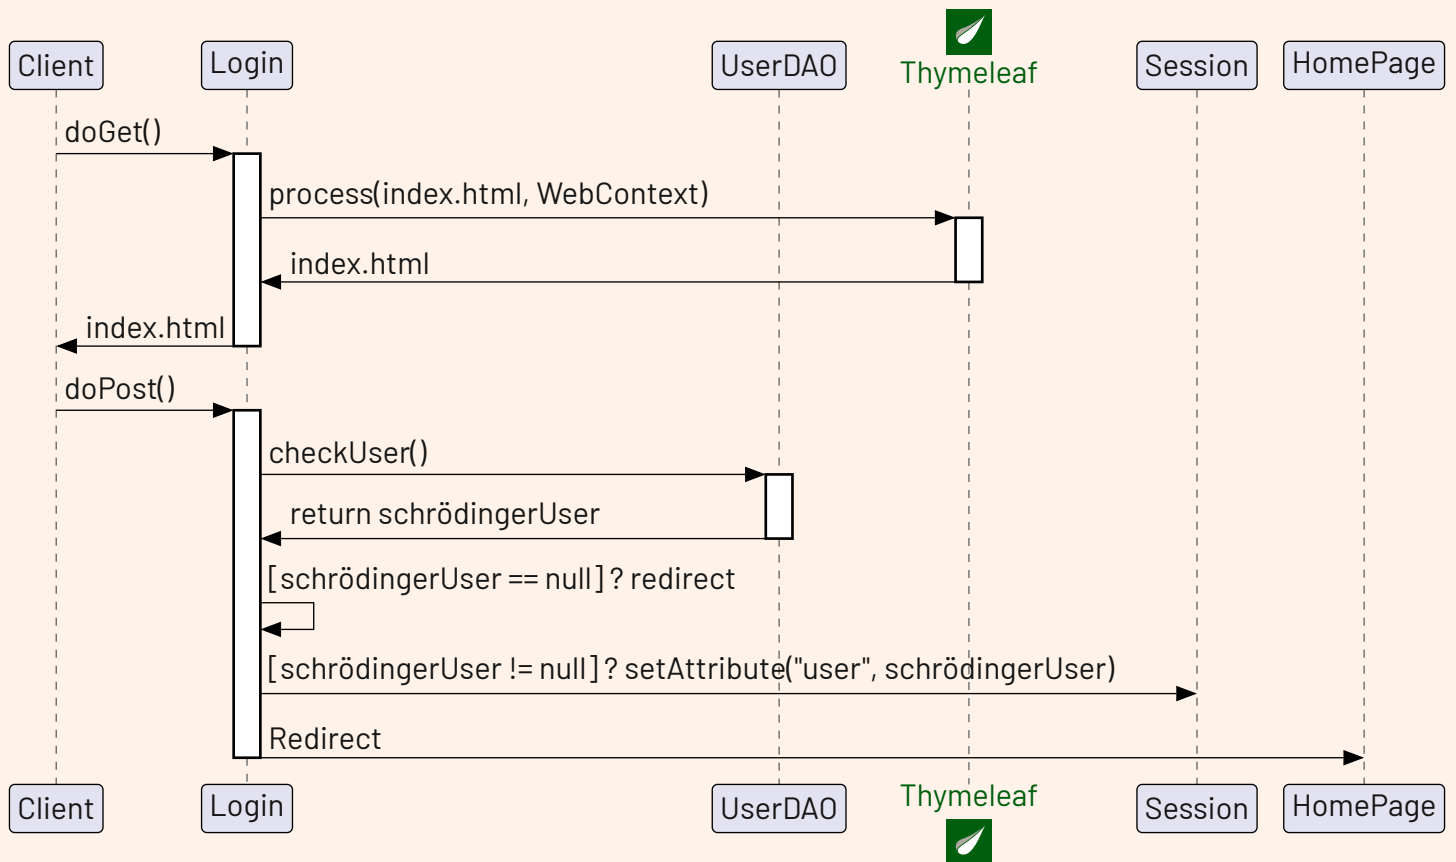 Client
Login
UserDAO
Thymeleaf
Session
HomePage
doGet()
process(index.html, WebContext)
index.html
index.html
doPost()
checkUser()
return schrödingerUser
[schrödingerUser == null] ? redirect
[schrödingerUser != null] ? setAttribute("user", schrödingerUser)
Redirect
Client
Login
UserDAO
Thymeleaf
Session
HomePage